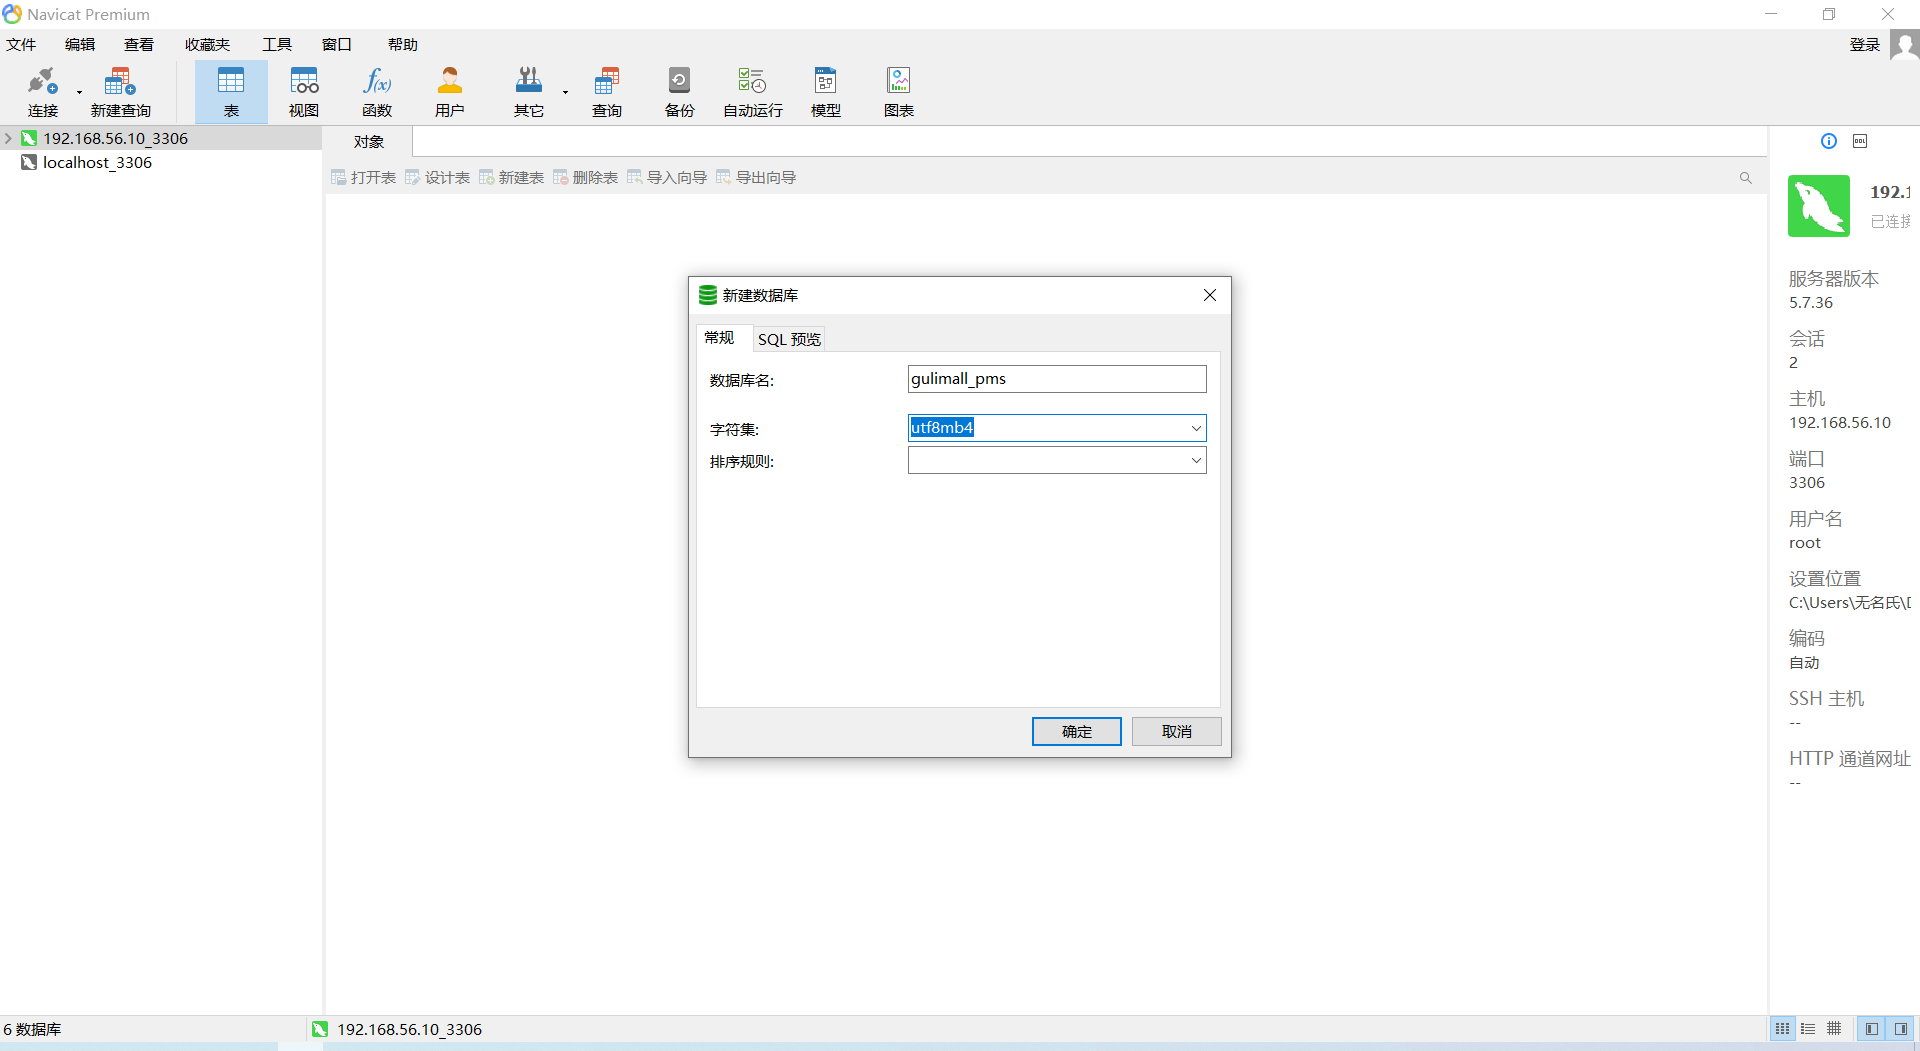 Navicat Premium
文件 编辑 查看 收藏夹 工具 窗口 帮助 登录
连接 新建查询 表 视图 函数 用户 其它 查询 备份 自动运行 模型 图表
192.168.56.10_3306
localhost_3306
对象
打开表 设计表 新建表 删除表 导入向导 导出向导
新建数据库
常规 SQL 预览
数据库名: gulimall_pms
字符集: utf8mb4
排序规则:
确定 取消
192.1
已连接
服务器版本
5.7.36
会话
2
主机
192.168.56.10
端口
3306
用户名
root
设置位置
C:\Users\无名氏\D
编码
自动
SSH 主机
--
HTTP 通道网址
--
6 数据库 192.168.56.10_3306